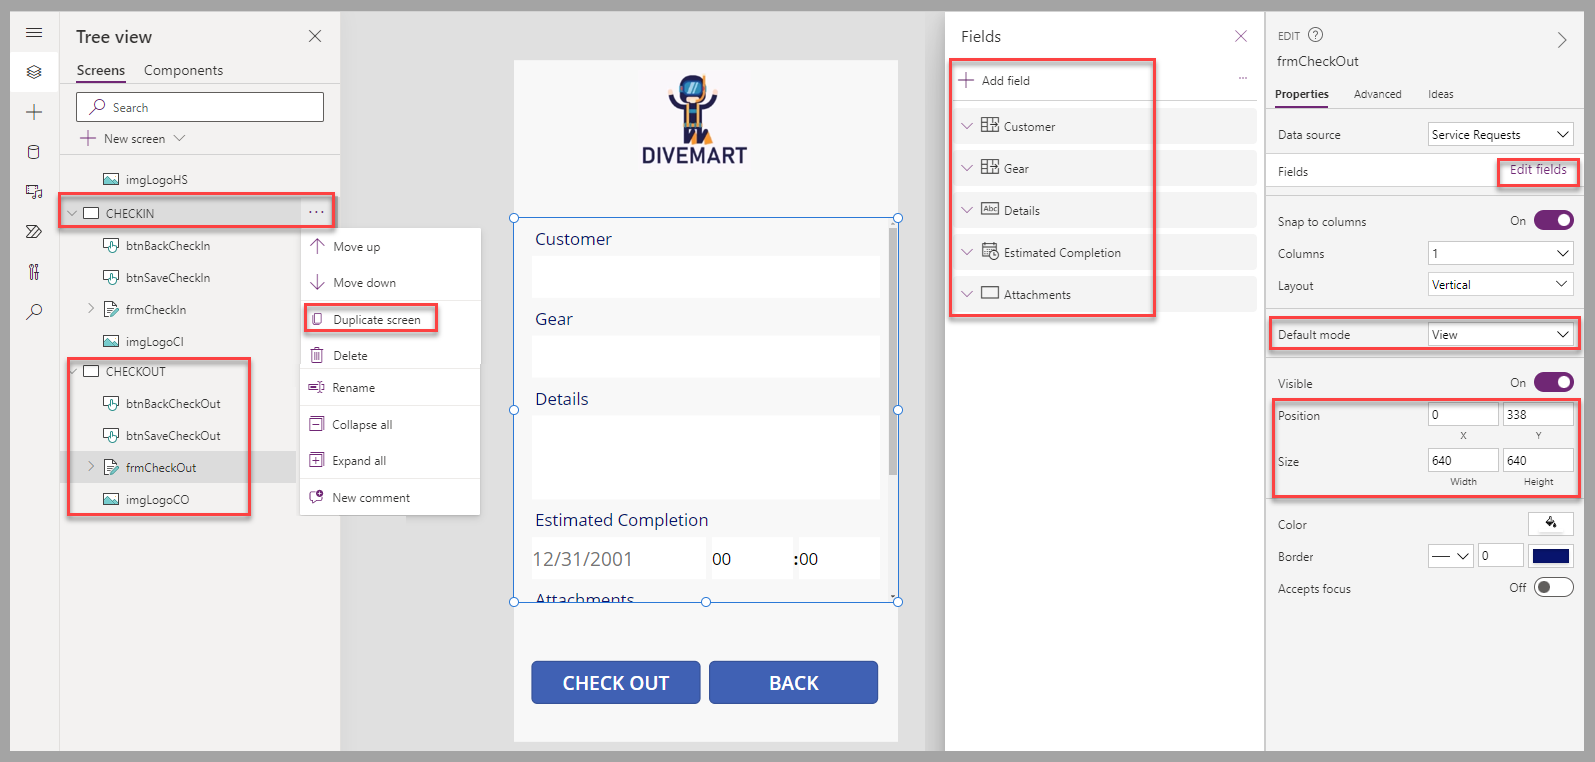 Tree view
Screens
Components
Search
New screen
imgLogoHS
CHECKIN
btnBackCheckIn
btnSaveCheckIn
frmCheckIn
imgLogoCI
CHECKOUT
btnBackCheckOut
btnSaveCheckOut
frmCheckOut
imgLogoCO
Move up
Move down
Duplicate screen
Delete
Rename
Collapse all
Expand all
New comment
DIVEMART
Customer
Gear
Details
Estimated Completion
12/31/2001 00 :00
Attachments
CHECK OUT
BACK
Fields
Add field
Customer
Gear
Abc Details
Estimated Completion
Attachments
EDIT ?
frmCheckOut
Properties Advanced Ideas
Data source Service Requests
Fields Edit fields
Snap to columns On
Columns 1
Layout Vertical
Default mode View
Visible On
Position 0 338
X Y
Size 640 640
Width Height
Color
Border 0
Accepts focus Off